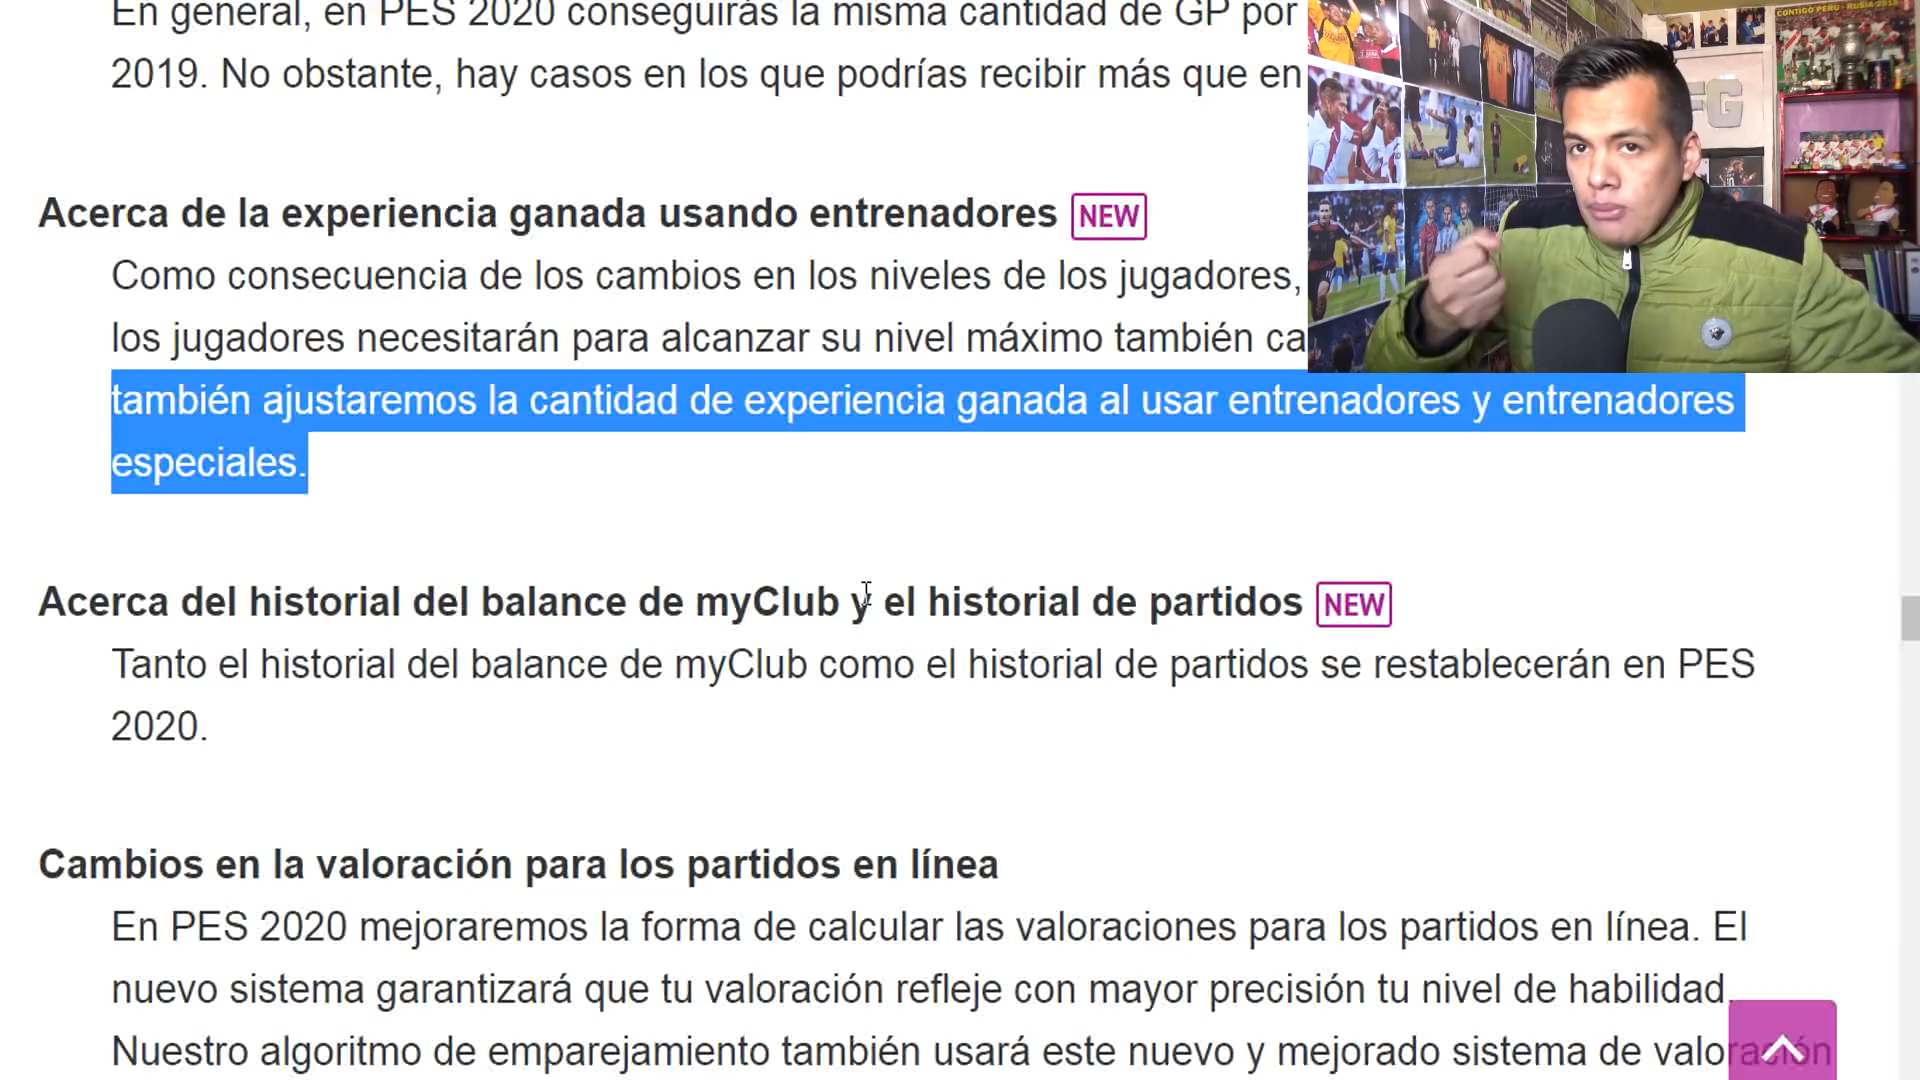 En general, en PES 2020 conseguirás la misma cantidad de GP por
2019. No obstante, hay casos en los que podrías recibir más que en
CONTIGO PERU - RUSIA 2018
FG
Acerca de la experiencia ganada usando entrenadores NEW
Como consecuencia de los cambios en los niveles de los jugadores,
los jugadores necesitarán para alcanzar su nivel máximo también ca
también ajustaremos la cantidad de experiencia ganada al usar entrenadores y entrenadores
especiales.
Acerca del historial del balance de myClub y el historial de partidos NEW
Tanto el historial del balance de myClub como el historial de partidos se restablecerán en PES
2020.
Cambios en la valoración para los partidos en línea
En PES 2020 mejoraremos la forma de calcular las valoraciones para los partidos en línea. El
nuevo sistema garantizará que tu valoración refleje con mayor precisión tu nivel de habilidad.
Nuestro algoritmo de emparejamiento también usará este nuevo y mejorado sistema de valoración